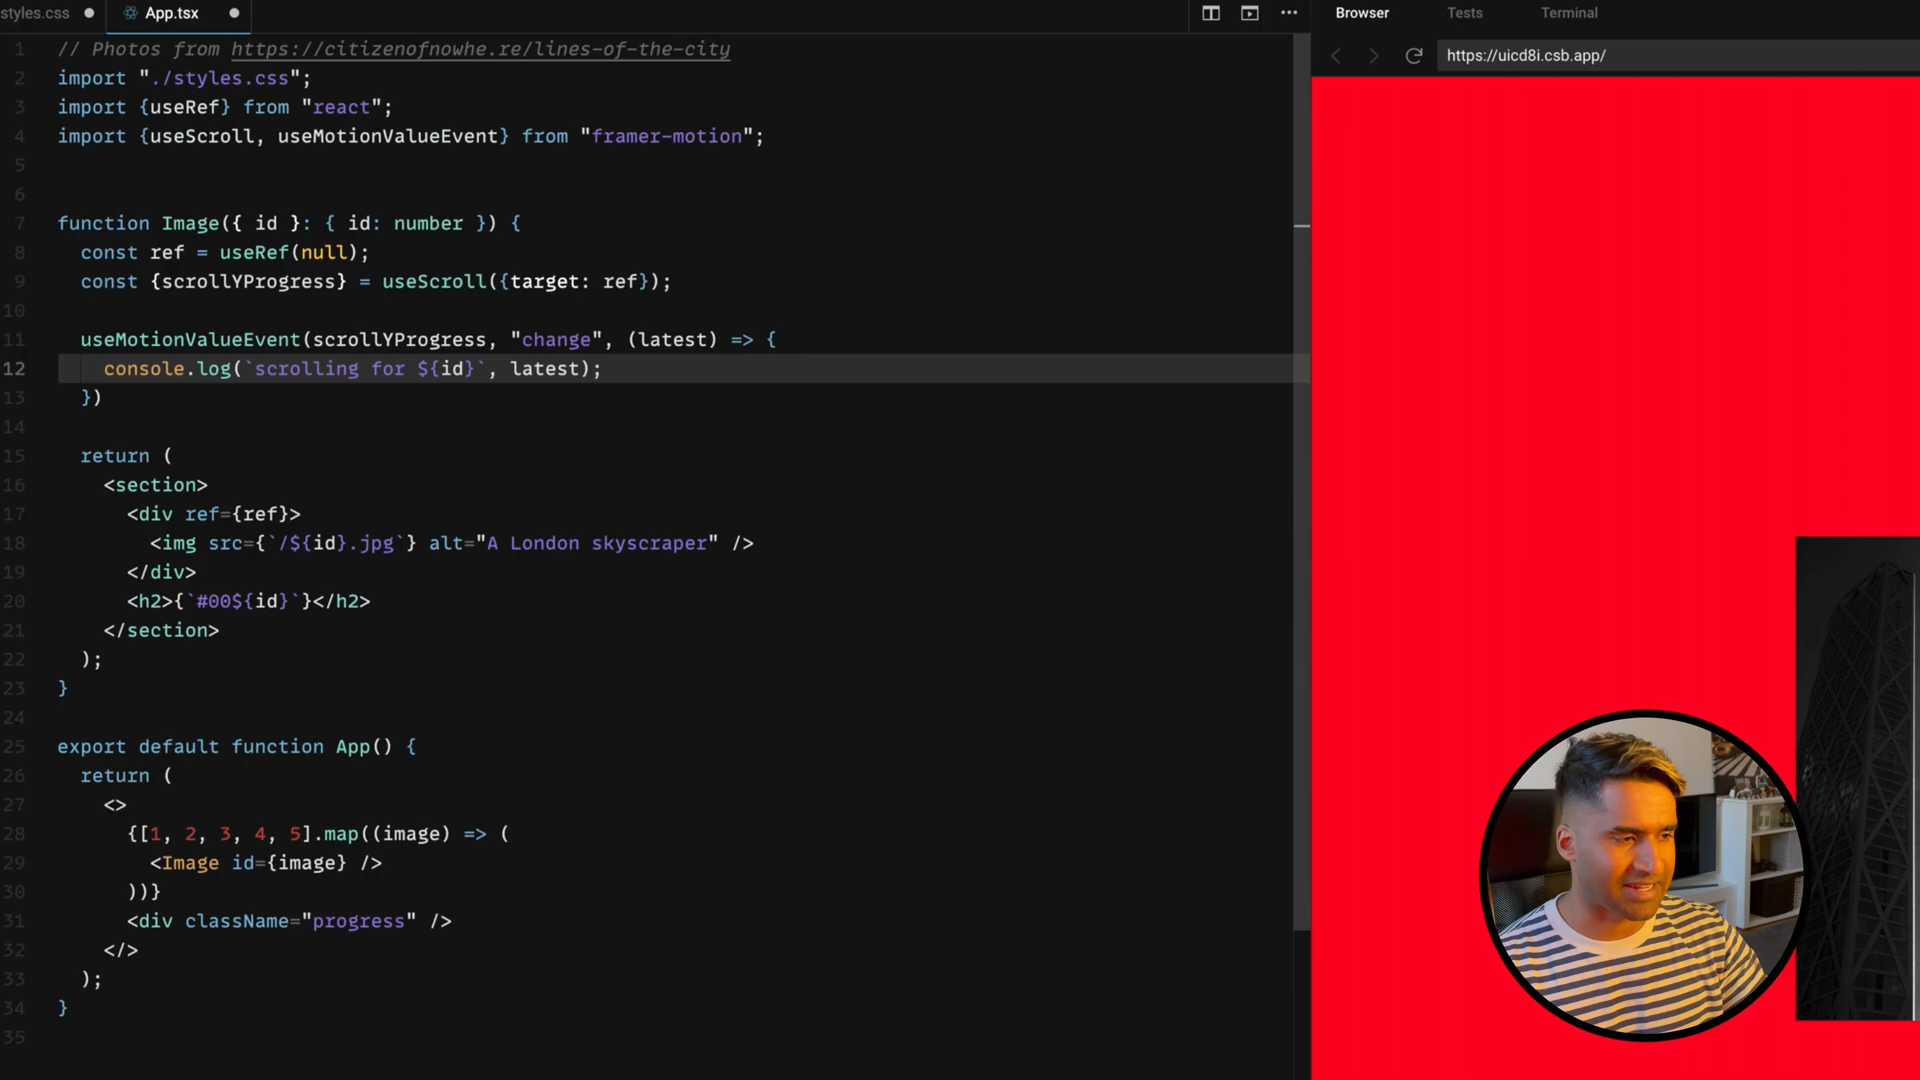 styles.css
App.tsx
Browser
Tests
Terminal
https://uicd8i.csb.app/
1 // Photos from https://citizenofnowhe.re/lines-of-the-city
2 import "./styles.css";
3 import {useRef} from "react";
4 import {useScroll, useMotionValueEvent} from "framer-motion";
5
6
7 function Image({ id }: { id: number }) {
8 const ref = useRef(null);
9 const {scrollYProgress} = useScroll({target: ref});
10
11 useMotionValueEvent(scrollYProgress, "change", (latest) => {
12 console.log(`scrolling for ${id}`, latest);
13 })
14
15 return (
16 <section>
17 <div ref={ref}>
18 <img src={`/${id}.jpg`} alt="A London skyscraper" />
19 </div>
20 <h2>{`#00${id}`}</h2>
21 </section>
22 );
23 }
24
25 export default function App() {
26 return (
27 <>
28 {[1, 2, 3, 4, 5].map((image) => (
29 <Image id={image} />
30 ))}
31 <div className="progress" />
32 </>
33 );
34 }
35